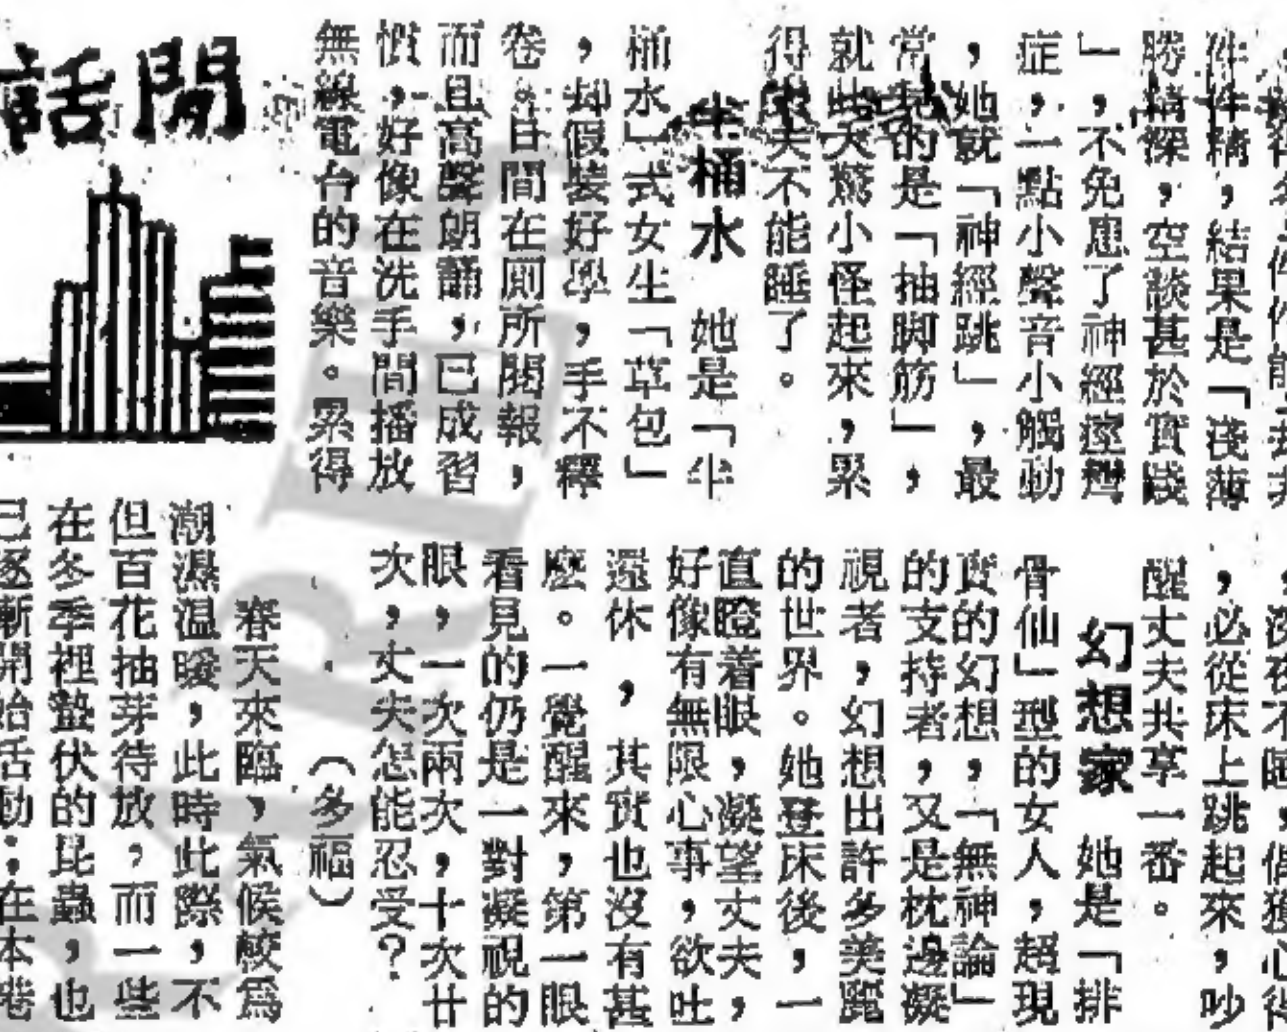 件件精,結果是「淺薄
勝精深,空談甚於實踐
」,不免患了神經痙攣
症,一點小聲音小觸動
,她就「神經跳」,最
常見的是「抽脚筋」,
就此大驚小怪起來,累
得丈夫不能睡了。
半桶水 她是「半
桶水」式女生「草包」
,却假裝好學,手不釋
卷。日間在厠所閱報,
而且高聲朗誦,已成習
慣,好像在洗手間播放
無線電台的音樂。累得
閒話
深夜不睡,個
,必從床上跳起來,吵
醒丈夫共享一番。
幻想家 她是「排
骨仙」型的女人,超現
實的幻想,「無神論」
的支持者,又是枕邊凝
視者,幻想出許多美麗
的世界。她登床後,一
直瞪着眼,凝望丈夫,
好像有無限心事,欲吐
還休,其實也沒有甚
麼。一覺醒來,第一眼
看見的仍是一對凝視的
眼,一次兩次,十次廿
次,丈夫怎能忍受?
(多福)
春天來臨,氣候較爲
潮濕温暖,此時此際,不
但百花抽芽待放,而一些
在冬季裡蟄伏的昆蟲,也
已逐漸開始活動;在本港